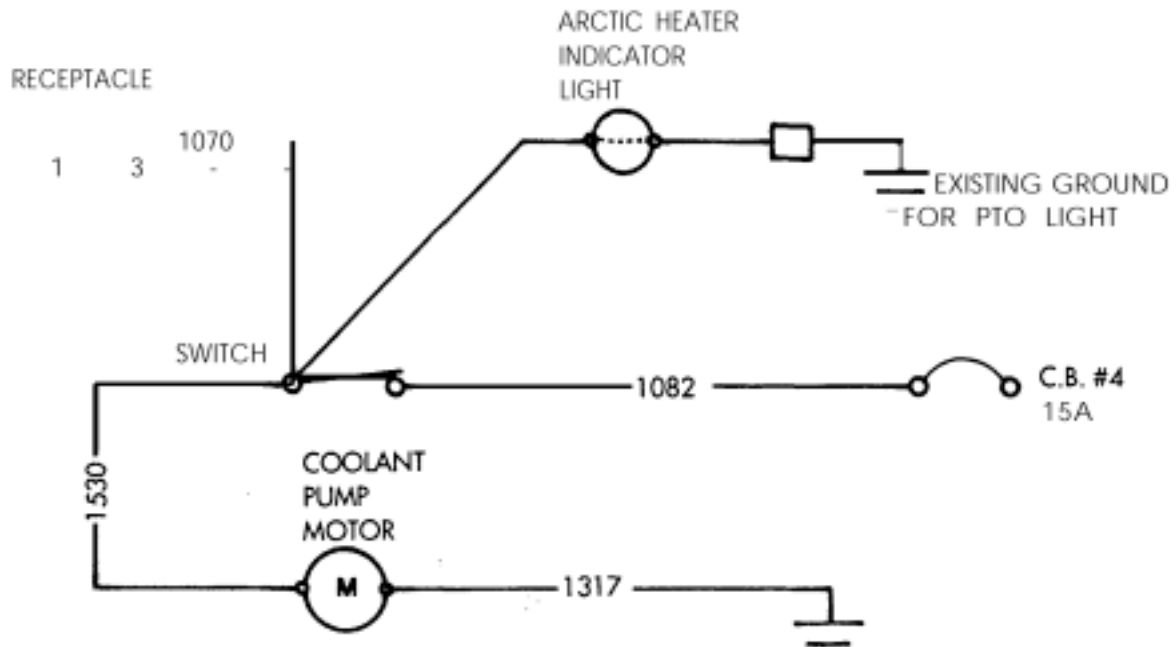 ARCTIC HEATER
INDICATOR
LIGHT
RECEPTACLE
1070
1 3 - -
EXISTING GROUND
FOR PTO LIGHT
SWITCH
1082
C.B. #4
15A
1530
COOLANT
PUMP
MOTOR
M
1317